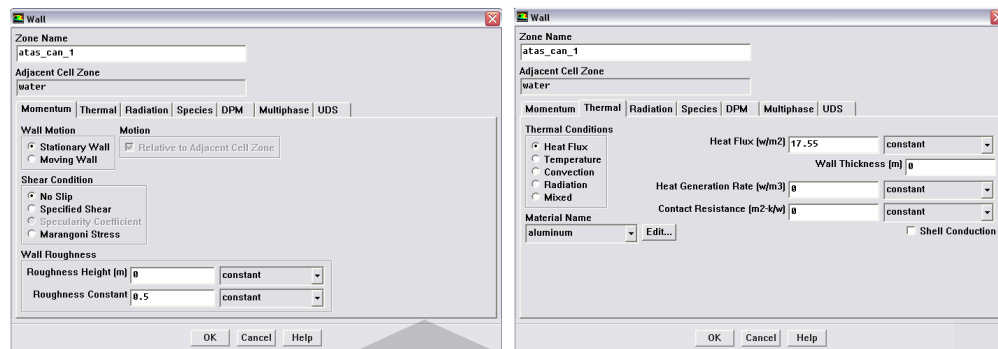 Wall
Zone Name
atas_can_1
Adjacent Cell Zone
water
Momentum Thermal Radiation Species DPM Multiphase UDS
Wall Motion Motion
Stationary Wall Relative to Adjacent Cell Zone
Moving Wall
Shear Condition
No Slip
Specified Shear
Specularity Coefficient
Marangoni Stress
Wall Roughness
Roughness Height (m) 0 constant
Roughness Constant 0.5 constant
OK Cancel Help
Wall
Zone Name
atas_can_1
Adjacent Cell Zone
water
Momentum Thermal Radiation Species DPM Multiphase UDS
Thermal Conditions
Heat Flux Heat Flux (w/m2) 17.55 constant
Temperature Wall Thickness (m) 0
Convection
Radiation Heat Generation Rate (w/m3) 0 constant
Mixed
Contact Resistance (m2-k/w) 0 constant
Material Name
aluminum Edit... Shell Conduction
OK Cancel Help